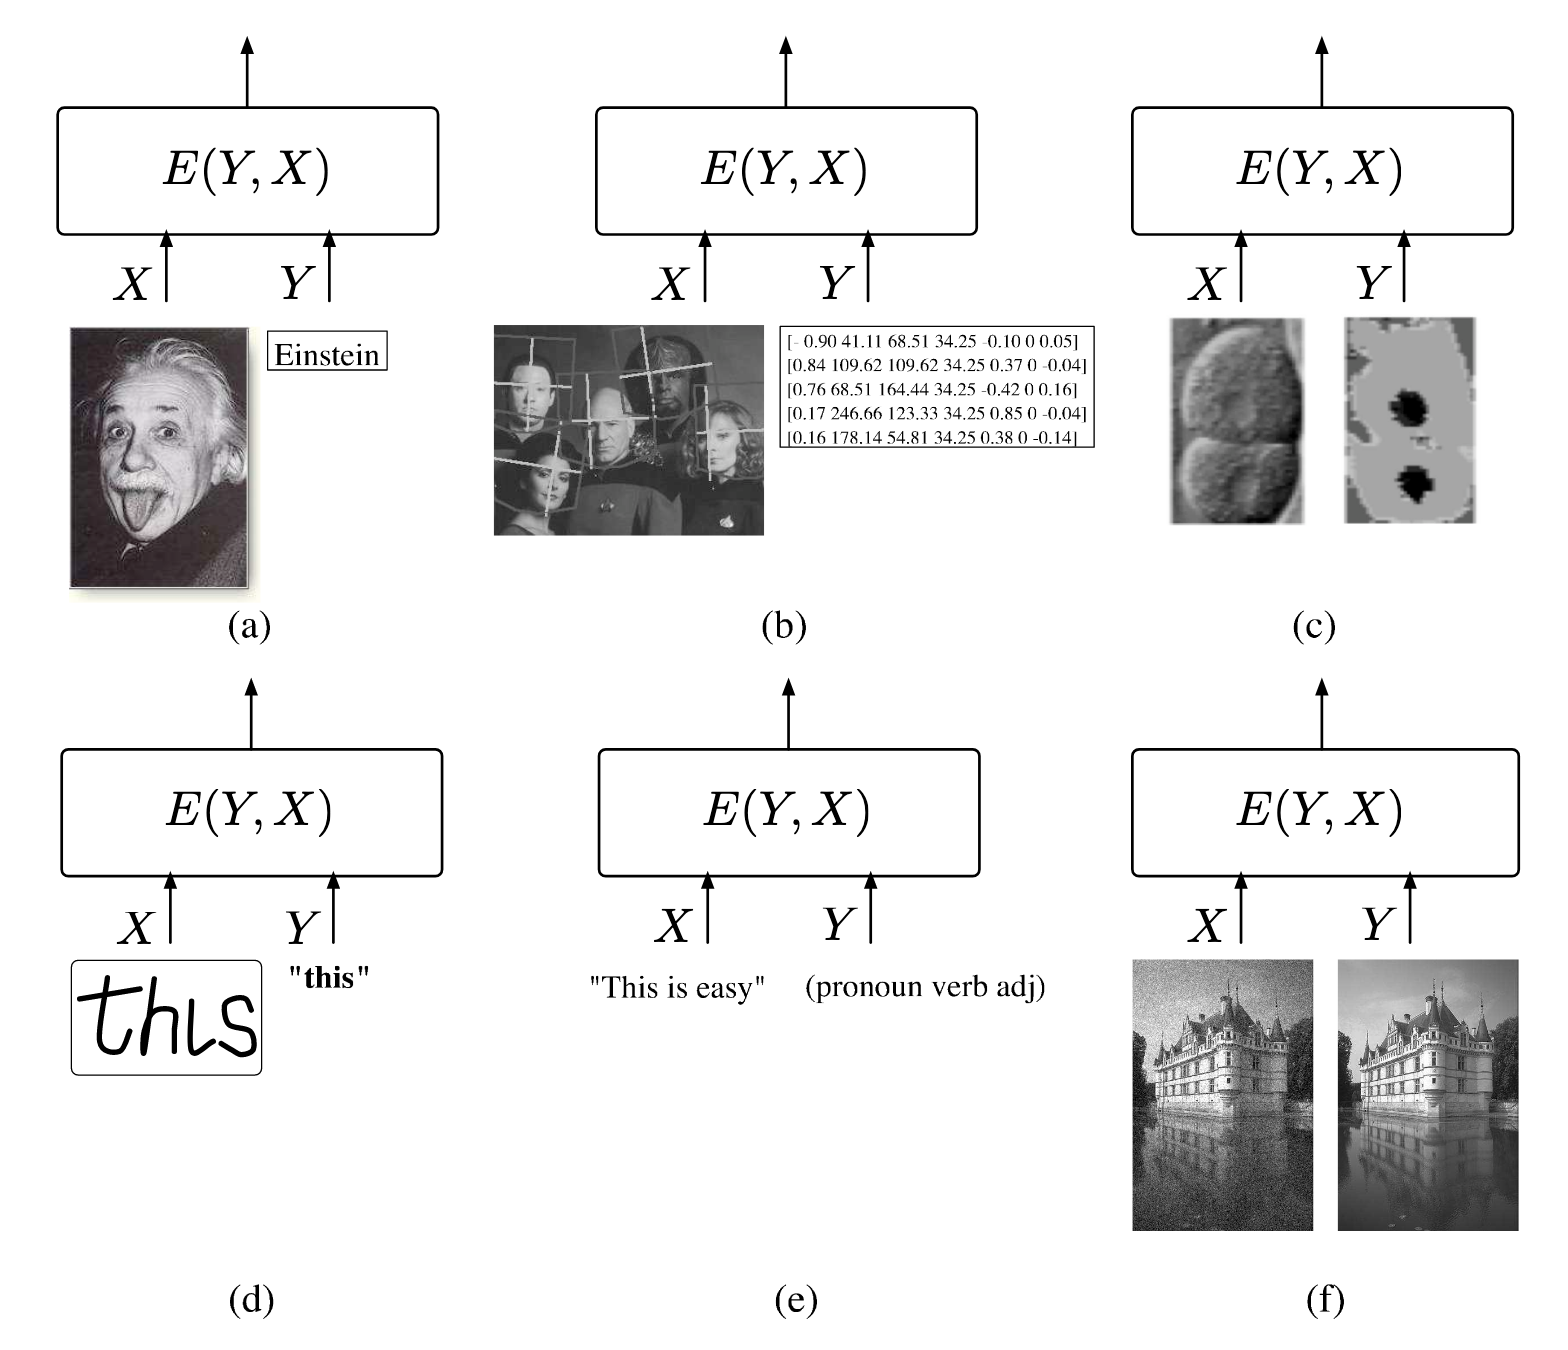 E(Y, X)
E(Y, X)
E(Y, X)
X
Y
X
Y
X
Y
Einstein
[- 0.90 41.11 68.51 34.25 -0.10 0 0.05]
[0.84 109.62 109.62 34.25 0.37 0 -0.04]
[0.76 68.51 164.44 34.25 -0.42 0 0.16]
[0.17 246.66 123.33 34.25 0.85 0 -0.04]
[0.16 178.14 54.81 34.25 0.38 0 -0.14]
(a)
(b)
(c)
E(Y, X)
E(Y, X)
E(Y, X)
X
Y
X
Y
X
Y
this
"this"
"This is easy"
(pronoun verb adj)
(d)
(e)
(f)